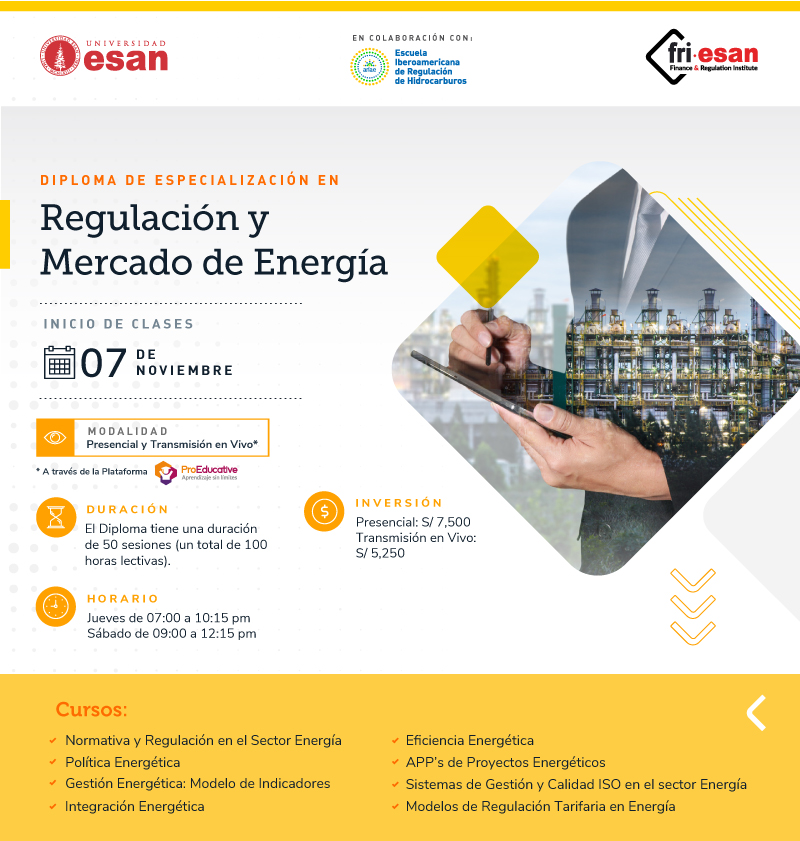 UNIVERSIDAD
esan
EN COLABORACIÓN CON:
ariae
Escuela
Iberoamericana
de Regulación
de Hidrocarburos
fri·esan
Finance & Regulation Institute
DIPLOMA DE ESPECIALIZACIÓN EN
Regulación y
Mercado de Energía
INICIO DE CLASES
07 DE
NOVIEMBRE
MODALIDAD
Presencial y Transmisión en Vivo*
* A través de la Plataforma ProEducative
Aprendizaje sin límites
DURACIÓN
El Diploma tiene una duración
de 50 sesiones (un total de 100
horas lectivas).
INVERSIÓN
Presencial: S/ 7,500
Transmisión en Vivo:
S/ 5,250
HORARIO
Jueves de 07:00 a 10:15 pm
Sábado de 09:00 a 12:15 pm
Cursos:
Normativa y Regulación en el Sector Energía
Política Energética
Gestión Energética: Modelo de Indicadores
Integración Energética
Eficiencia Energética
APP's de Proyectos Energéticos
Sistemas de Gestión y Calidad ISO en el sector Energía
Modelos de Regulación Tarifaria en Energía